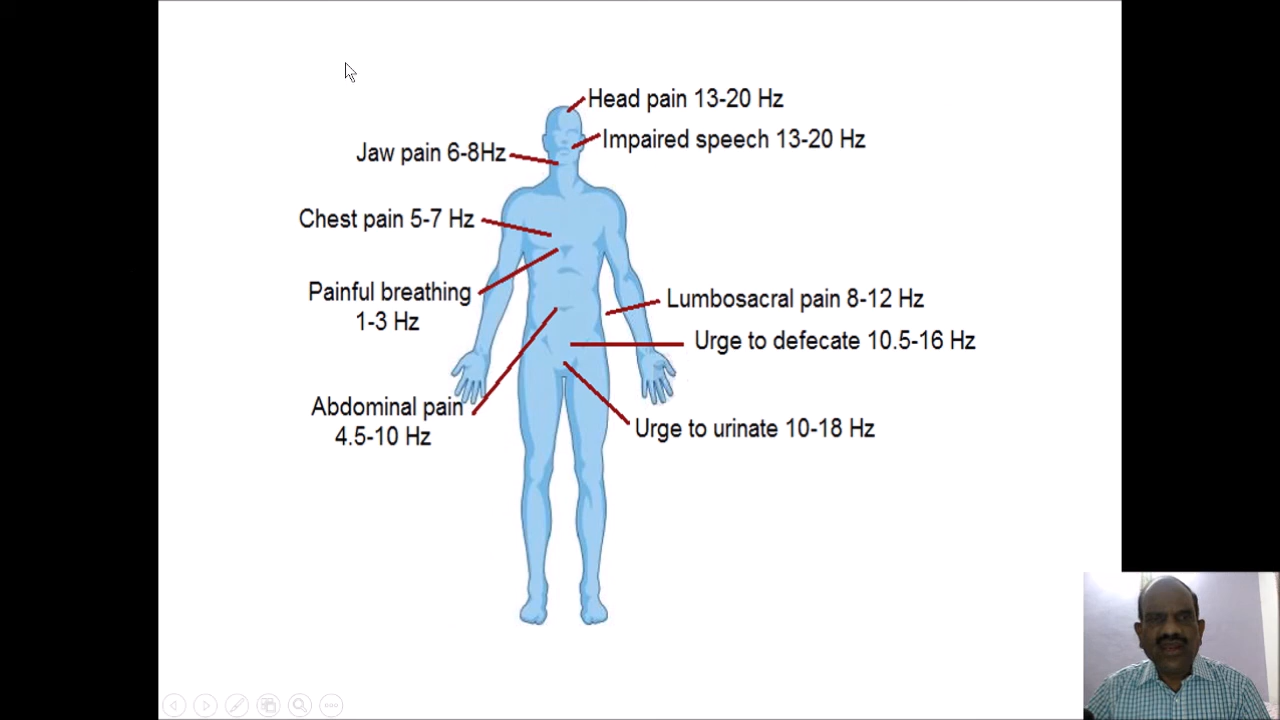 Head pain 13-20 Hz
Impaired speech 13-20 Hz
Jaw pain 6-8Hz
Chest pain 5-7 Hz
Painful breathing
1-3 Hz
Lumbosacral pain 8-12 Hz
Urge to defecate 10.5-16 Hz
Abdominal pain
4.5-10 Hz
Urge to urinate 10-18 Hz